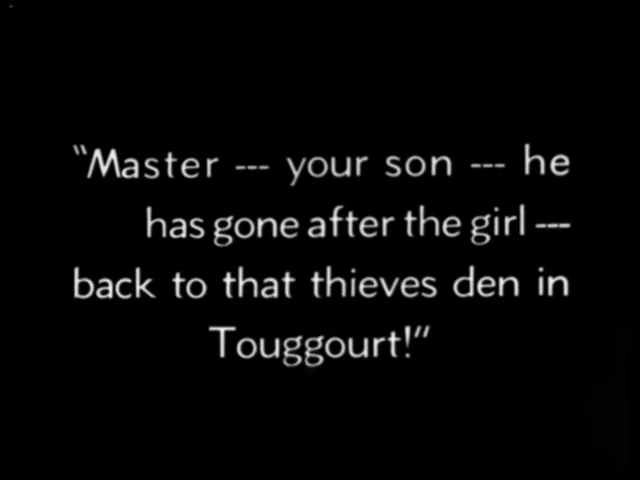 "Master --- your son --- he
has gone after the girl ---
back to that thieves den in
Touggourt!"